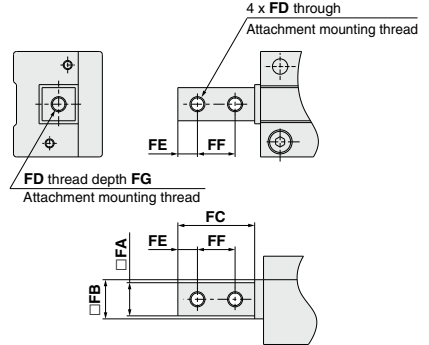 4 x FD through
Attachment mounting thread
FE
FF
FD thread depth FG
Attachment mounting thread
FC
FE
FF
□FA
□FB